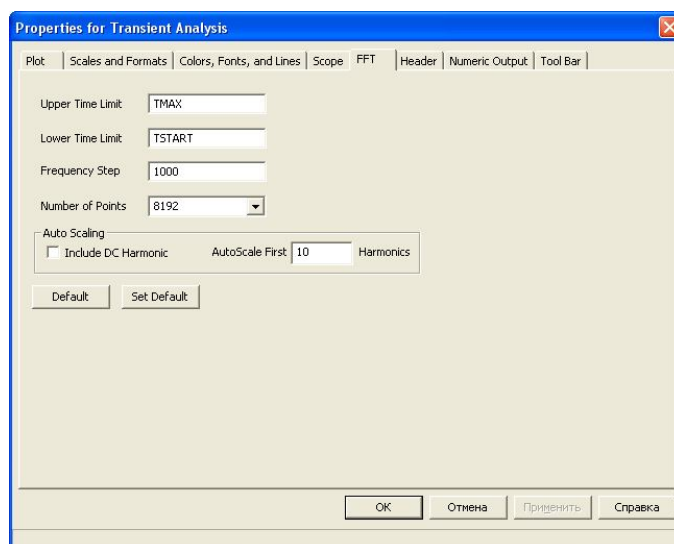 Properties for Transient Analysis
Plot Scales and Formats Colors, Fonts, and Lines Scope FFT Header Numeric Output Tool Bar
Upper Time Limit TMAX
Lower Time Limit TSTART
Frequency Step 1000
Number of Points 8192
Auto Scaling
Include DC Harmonic AutoScale First 10 Harmonics
Default Set Default
OK Отмена Применить Справка